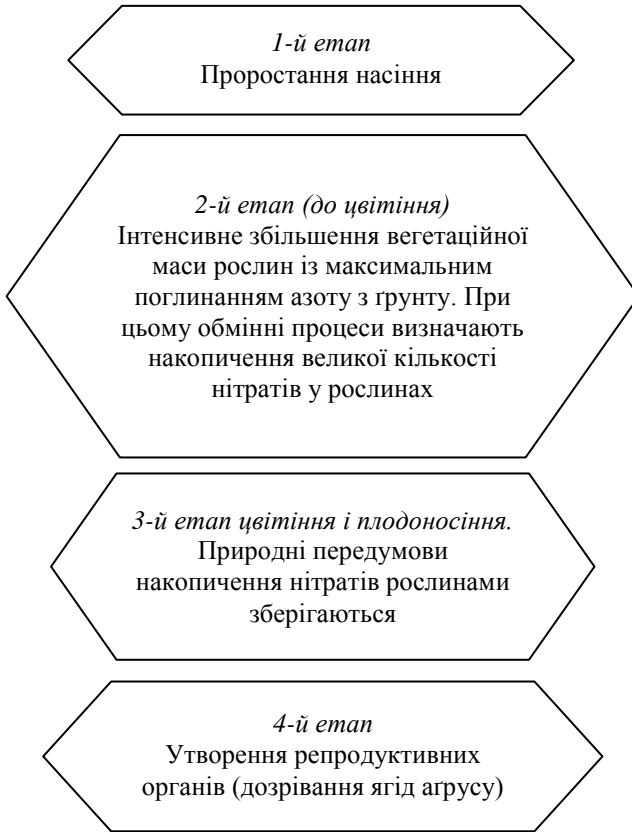 1-й етап
Проростання насіння
2-й етап (до цвітіння)
Інтенсивне збільшення вегетаційної
маси рослин із максимальним
поглинанням азоту з ґрунту. При
цьому обмінні процеси визначають
накопичення великої кількості
нітратів у рослинах
3-й етап цвітіння і плодоносіння.
Природні передумови
накопичення нітратів рослинами
зберігаються
4-й етап
Утворення репродуктивних
органів (дозрівання ягід аґрусу)